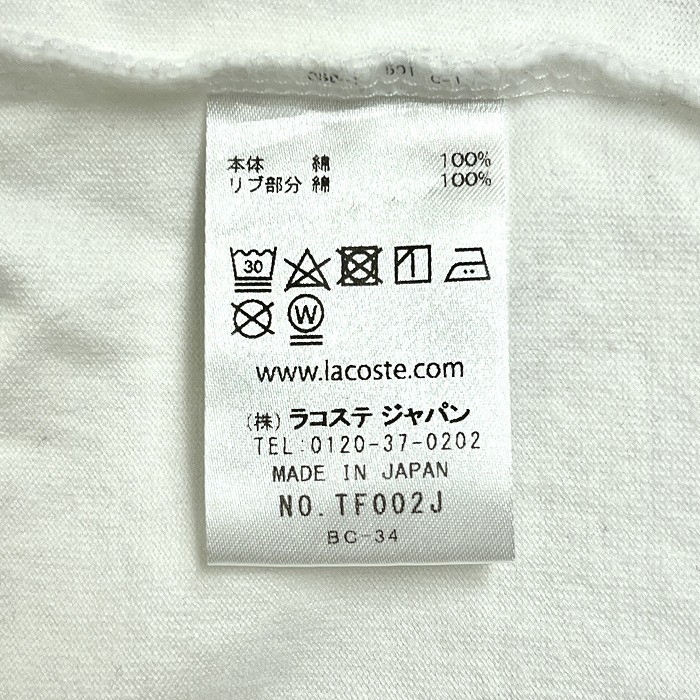 本体 綿 100%
リブ部分 綿 100%
30
W
www.lacoste.com
(株) ラコステ ジャパン
TEL:0120-37-0202
MADE IN JAPAN
NO.TF002J
BC-34